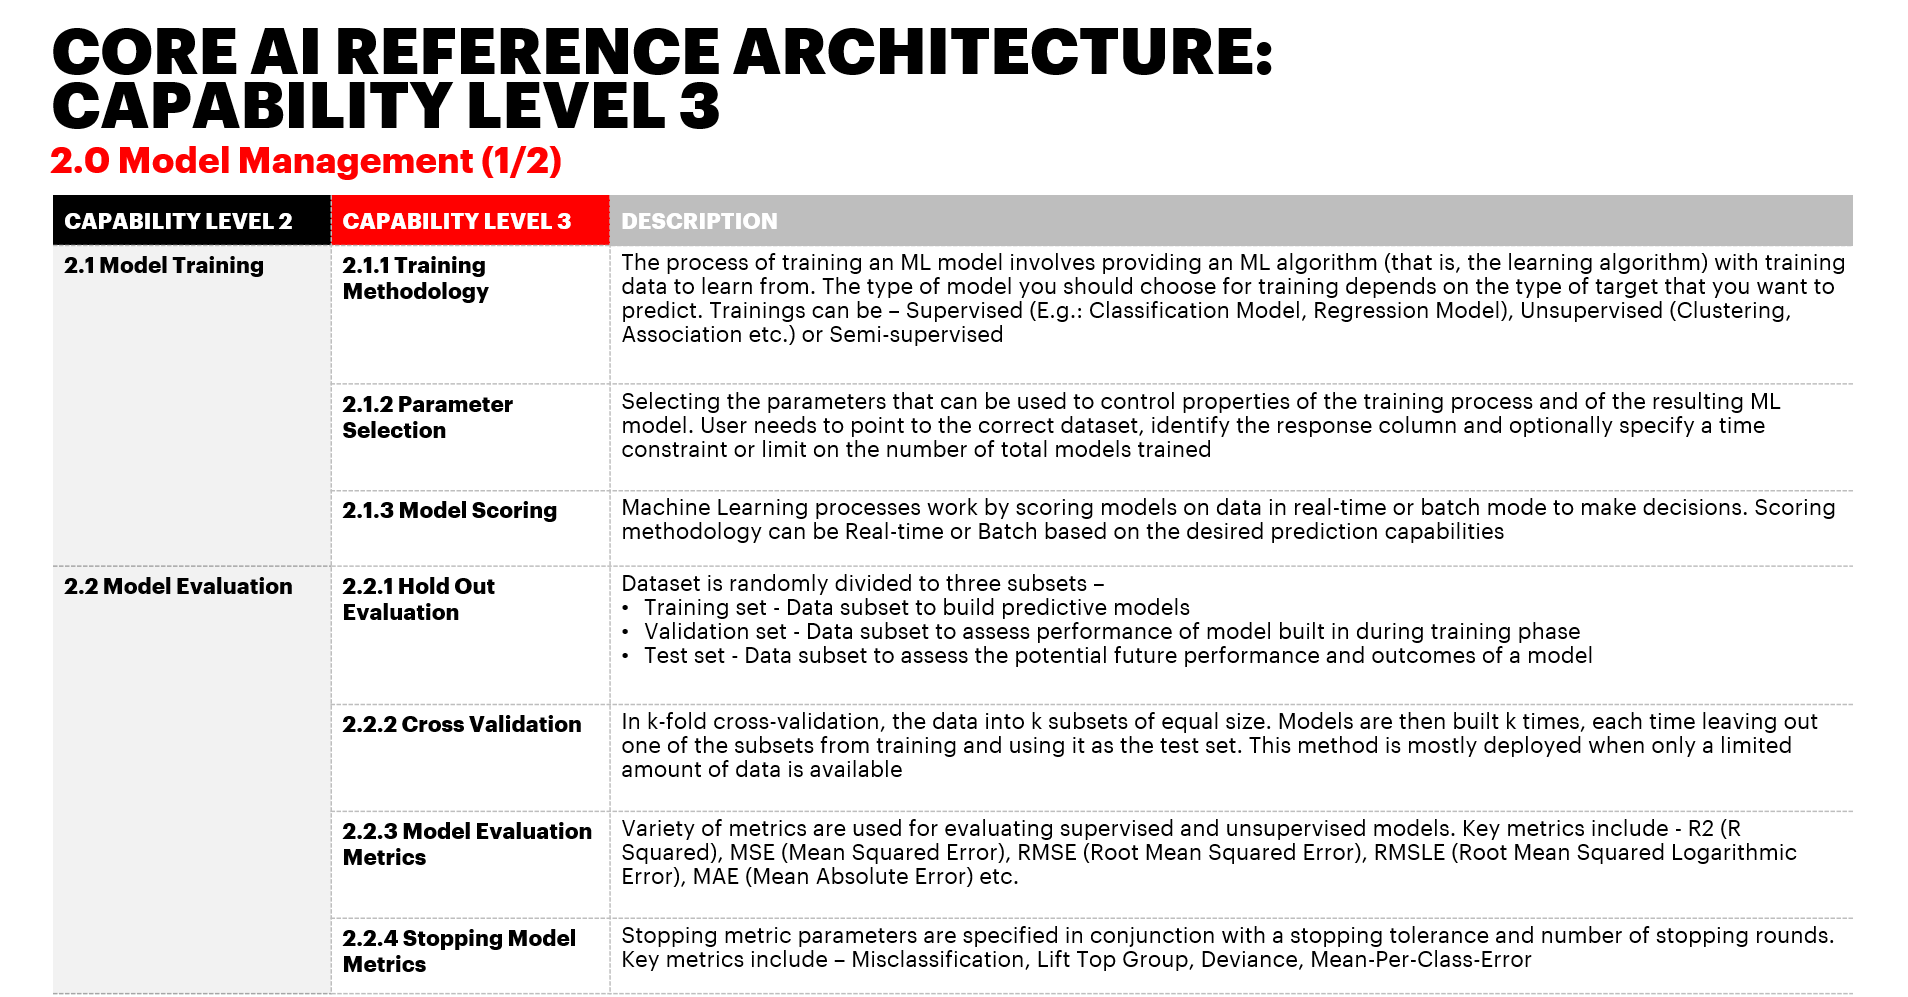 CORE AI REFERENCE ARCHITECTURE:
CAPABILITY LEVEL 3
2.0 Model Management (1/2)
CAPABILITY LEVEL 2
CAPABILITY LEVEL 3
DESCRIPTION
2.1 Model Training
2.1.1 Training
Methodology
The process of training an ML model involves providing an ML algorithm (that is, the learning algorithm) with training
data to learn from. The type of model you should choose for training depends on the type of target that you want to
predict. Trainings can be – Supervised (E.g.: Classification Model, Regression Model), Unsupervised (Clustering,
Association etc.) or Semi-supervised
2.1.2 Parameter
Selection
Selecting the parameters that can be used to control properties of the training process and of the resulting ML
model. User needs to point to the correct dataset, identify the response column and optionally specify a time
constraint or limit on the number of total models trained
2.1.3 Model Scoring
Machine Learning processes work by scoring models on data in real-time or batch mode to make decisions. Scoring
methodology can be Real-time or Batch based on the desired prediction capabilities
2.2 Model Evaluation
2.2.1 Hold Out
Evaluation
Dataset is randomly divided to three subsets –
• Training set - Data subset to build predictive models
• Validation set - Data subset to assess performance of model built in during training phase
• Test set - Data subset to assess the potential future performance and outcomes of a model
2.2.2 Cross Validation
In k-fold cross-validation, the data into k subsets of equal size. Models are then built k times, each time leaving out
one of the subsets from training and using it as the test set. This method is mostly deployed when only a limited
amount of data is available
2.2.3 Model Evaluation
Metrics
Variety of metrics are used for evaluating supervised and unsupervised models. Key metrics include - R2 (R
Squared), MSE (Mean Squared Error), RMSE (Root Mean Squared Error), RMSLE (Root Mean Squared Logarithmic
Error), MAE (Mean Absolute Error) etc.
2.2.4 Stopping Model
Metrics
Stopping metric parameters are specified in conjunction with a stopping tolerance and number of stopping rounds.
Key metrics include – Misclassification, Lift Top Group, Deviance, Mean-Per-Class-Error